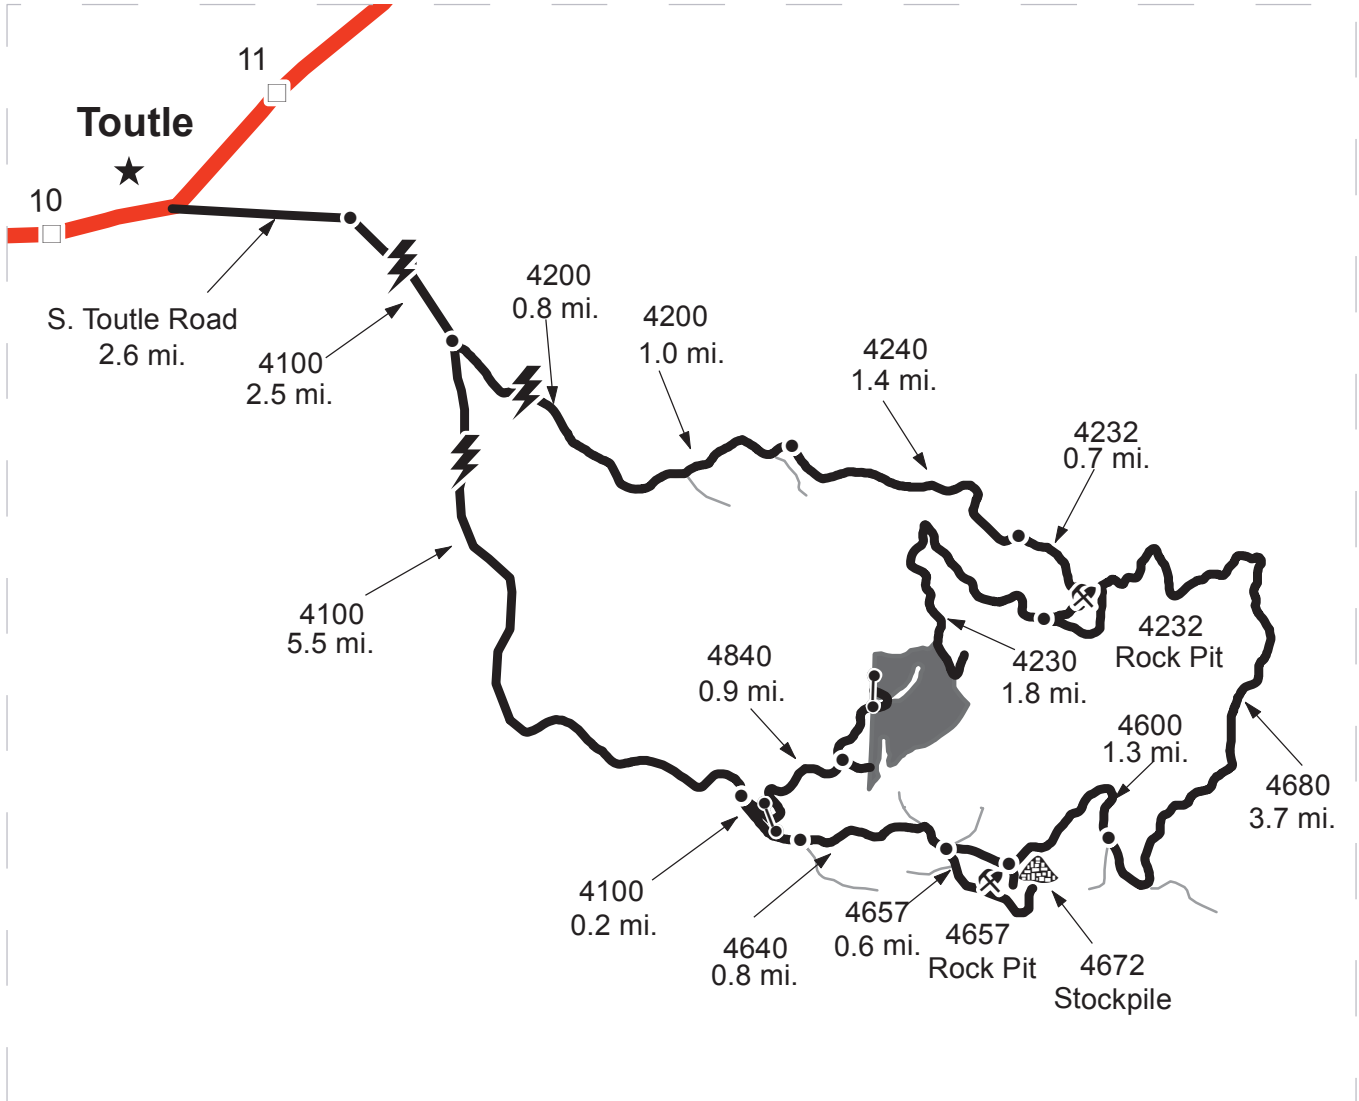 11
Toutle
10
S. Toutle Road
2.6 mi.
4100
2.5 mi.
4200
0.8 mi.
4200
1.0 mi.
4240
1.4 mi.
4232
0.7 mi.
4100
5.5 mi.
4232
Rock Pit
4230
1.8 mi.
4840
0.9 mi.
4600
1.3 mi.
4680
3.7 mi.
4100
0.2 mi.
4640
0.8 mi.
4657
0.6 mi.
4657
Rock Pit
4672
Stockpile